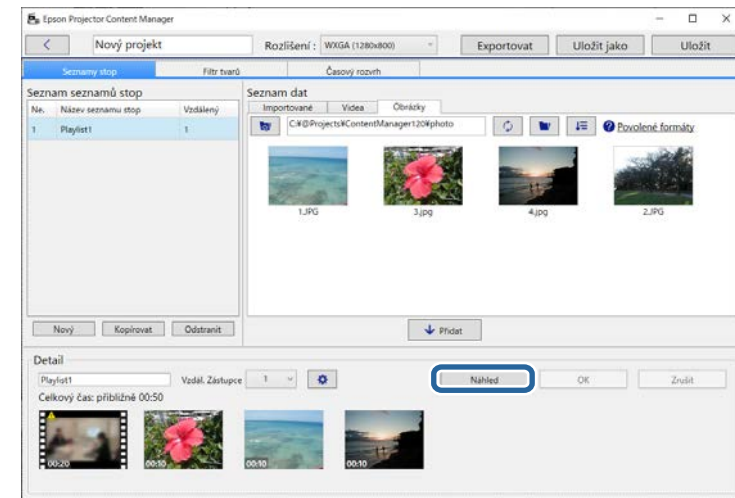 Epson Projector Content Manager
Nový projekt Rozlišení : WXGA (1280x800) Exportovat Uložit jako Uložit
Seznamy stop Filtr tvarů Časový rozvrh
Seznam seznamů stop
Ne. Název seznamu stop Vzdálený
1 Playlist1 1
Seznam dat
Importované Videa Obrázky
C:¥@Projects¥ContentManager120¥photo Povolené formáty
1.JPG 3.jpg 4.jpg 2.JPG
Nový Kopírovat Odstranit
Přidat
Detail
Playlist1 Vzdál. Zástupce 1 Náhled OK Zrušit
Celkový čas: přibližně 00:50
00:20 00:10 00:10 00:10